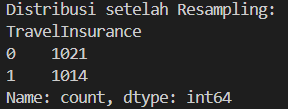 Distribusi setelah Resampling:
TravelInsurance
0    1021
1    1014
Name: count, dtype: int64